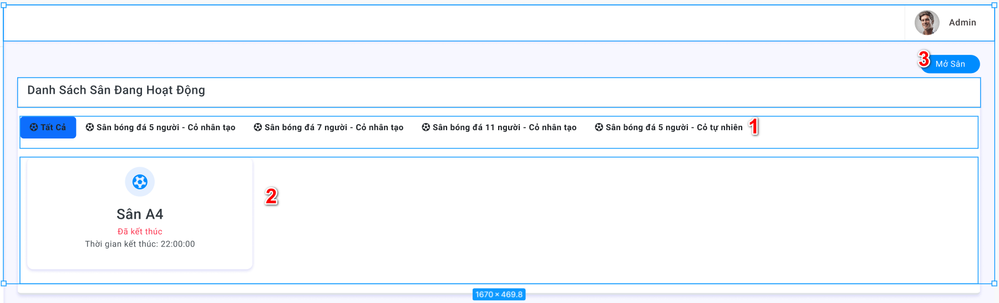 Admin
3
Mở Sân
Danh Sách Sân Đang Hoạt Động
Tất Cả Sân bóng đá 5 người - Cỏ nhân tạo Sân bóng đá 7 người - Cỏ nhân tạo Sân bóng đá 11 người - Cỏ nhân tạo Sân bóng đá 5 người - Cỏ tự nhiên 1
2
Sân A4
Đã kết thúc
Thời gian kết thúc: 22:00:00
1670 × 469.8